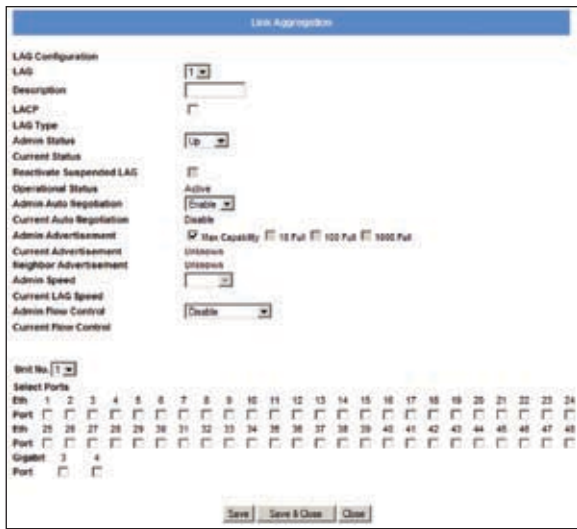 Link Aggregation
LAG Configuration
LAG 1
Description
LACP
LAG Type
Admin Status Up
Current Status
Reactivate Suspended LAG
Operational Status Active
Admin Auto Negotiation Enable
Current Auto Negotiation Disable
Admin Advertisement Max Capability 10 Full 100 Full 1000 Full
Current Advertisement Unknown
Neighbor Advertisement Unknown
Admin Speed
Current LAG Speed
Admin Flow Control Disable
Current Flow Control
Unit No. 1
Select Ports
Eth 1 2 3 4 5 6 7 8 9 10 11 12 13 14 15 16 17 18 19 20 21 22 23 24
Port
Eth 25 26 27 28 29 30 31 32 33 34 35 36 37 38 39 40 41 42 43 44 45 46 47 48
Port
Gigabit 3 4
Port
Save Save & Close Close